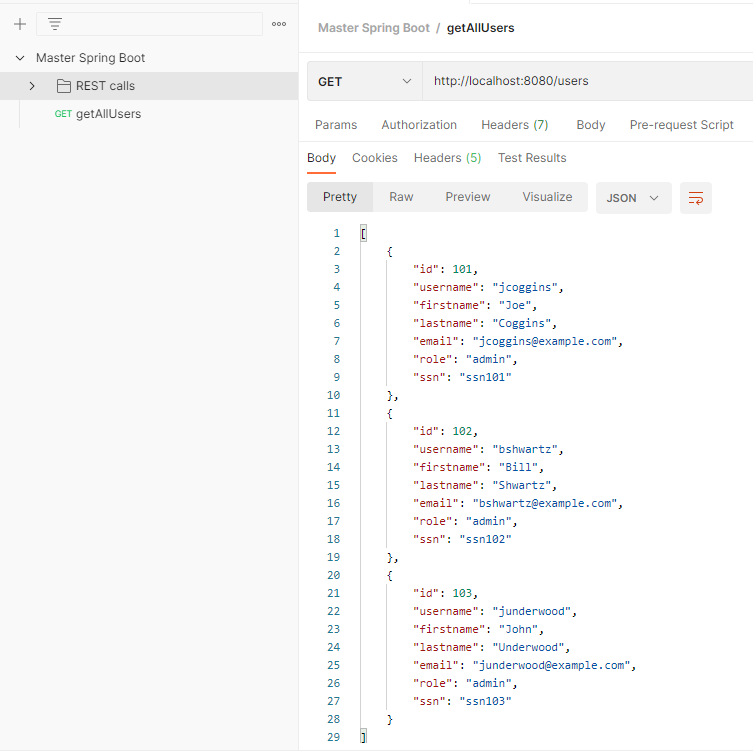 Master Spring Boot
REST calls
GET getAllUsers
Master Spring Boot / getAllUsers
GET http://localhost:8080/users
Params Authorization Headers (7) Body Pre-request Script
Body Cookies Headers (5) Test Results
Pretty Raw Preview Visualize JSON
1 [
2 {
3 "id": 101,
4 "username": "jcoggins",
5 "firstname": "Joe",
6 "lastname": "Coggins",
7 "email": "jcoggins@example.com",
8 "role": "admin",
9 "ssn": "ssn101"
10 },
11 {
12 "id": 102,
13 "username": "bshwartz",
14 "firstname": "Bill",
15 "lastname": "Shwartz",
16 "email": "bshwartz@example.com",
17 "role": "admin",
18 "ssn": "ssn102"
19 },
20 {
21 "id": 103,
22 "username": "junderwood",
23 "firstname": "John",
24 "lastname": "Underwood",
25 "email": "junderwood@example.com",
26 "role": "admin",
27 "ssn": "ssn103"
28 }
29 ]